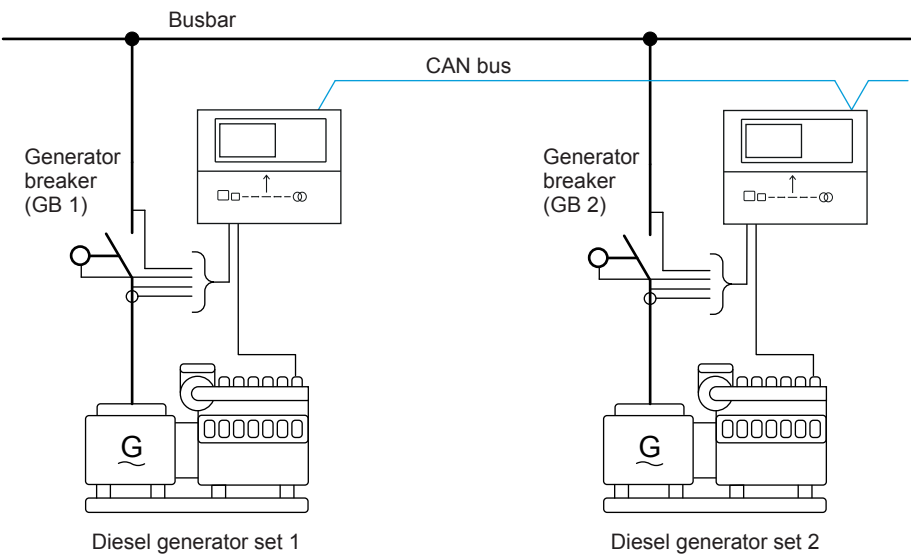 Busbar
CAN bus
Generator
breaker
(GB 1)
Generator
breaker
(GB 2)
G
G
Diesel generator set 1
Diesel generator set 2